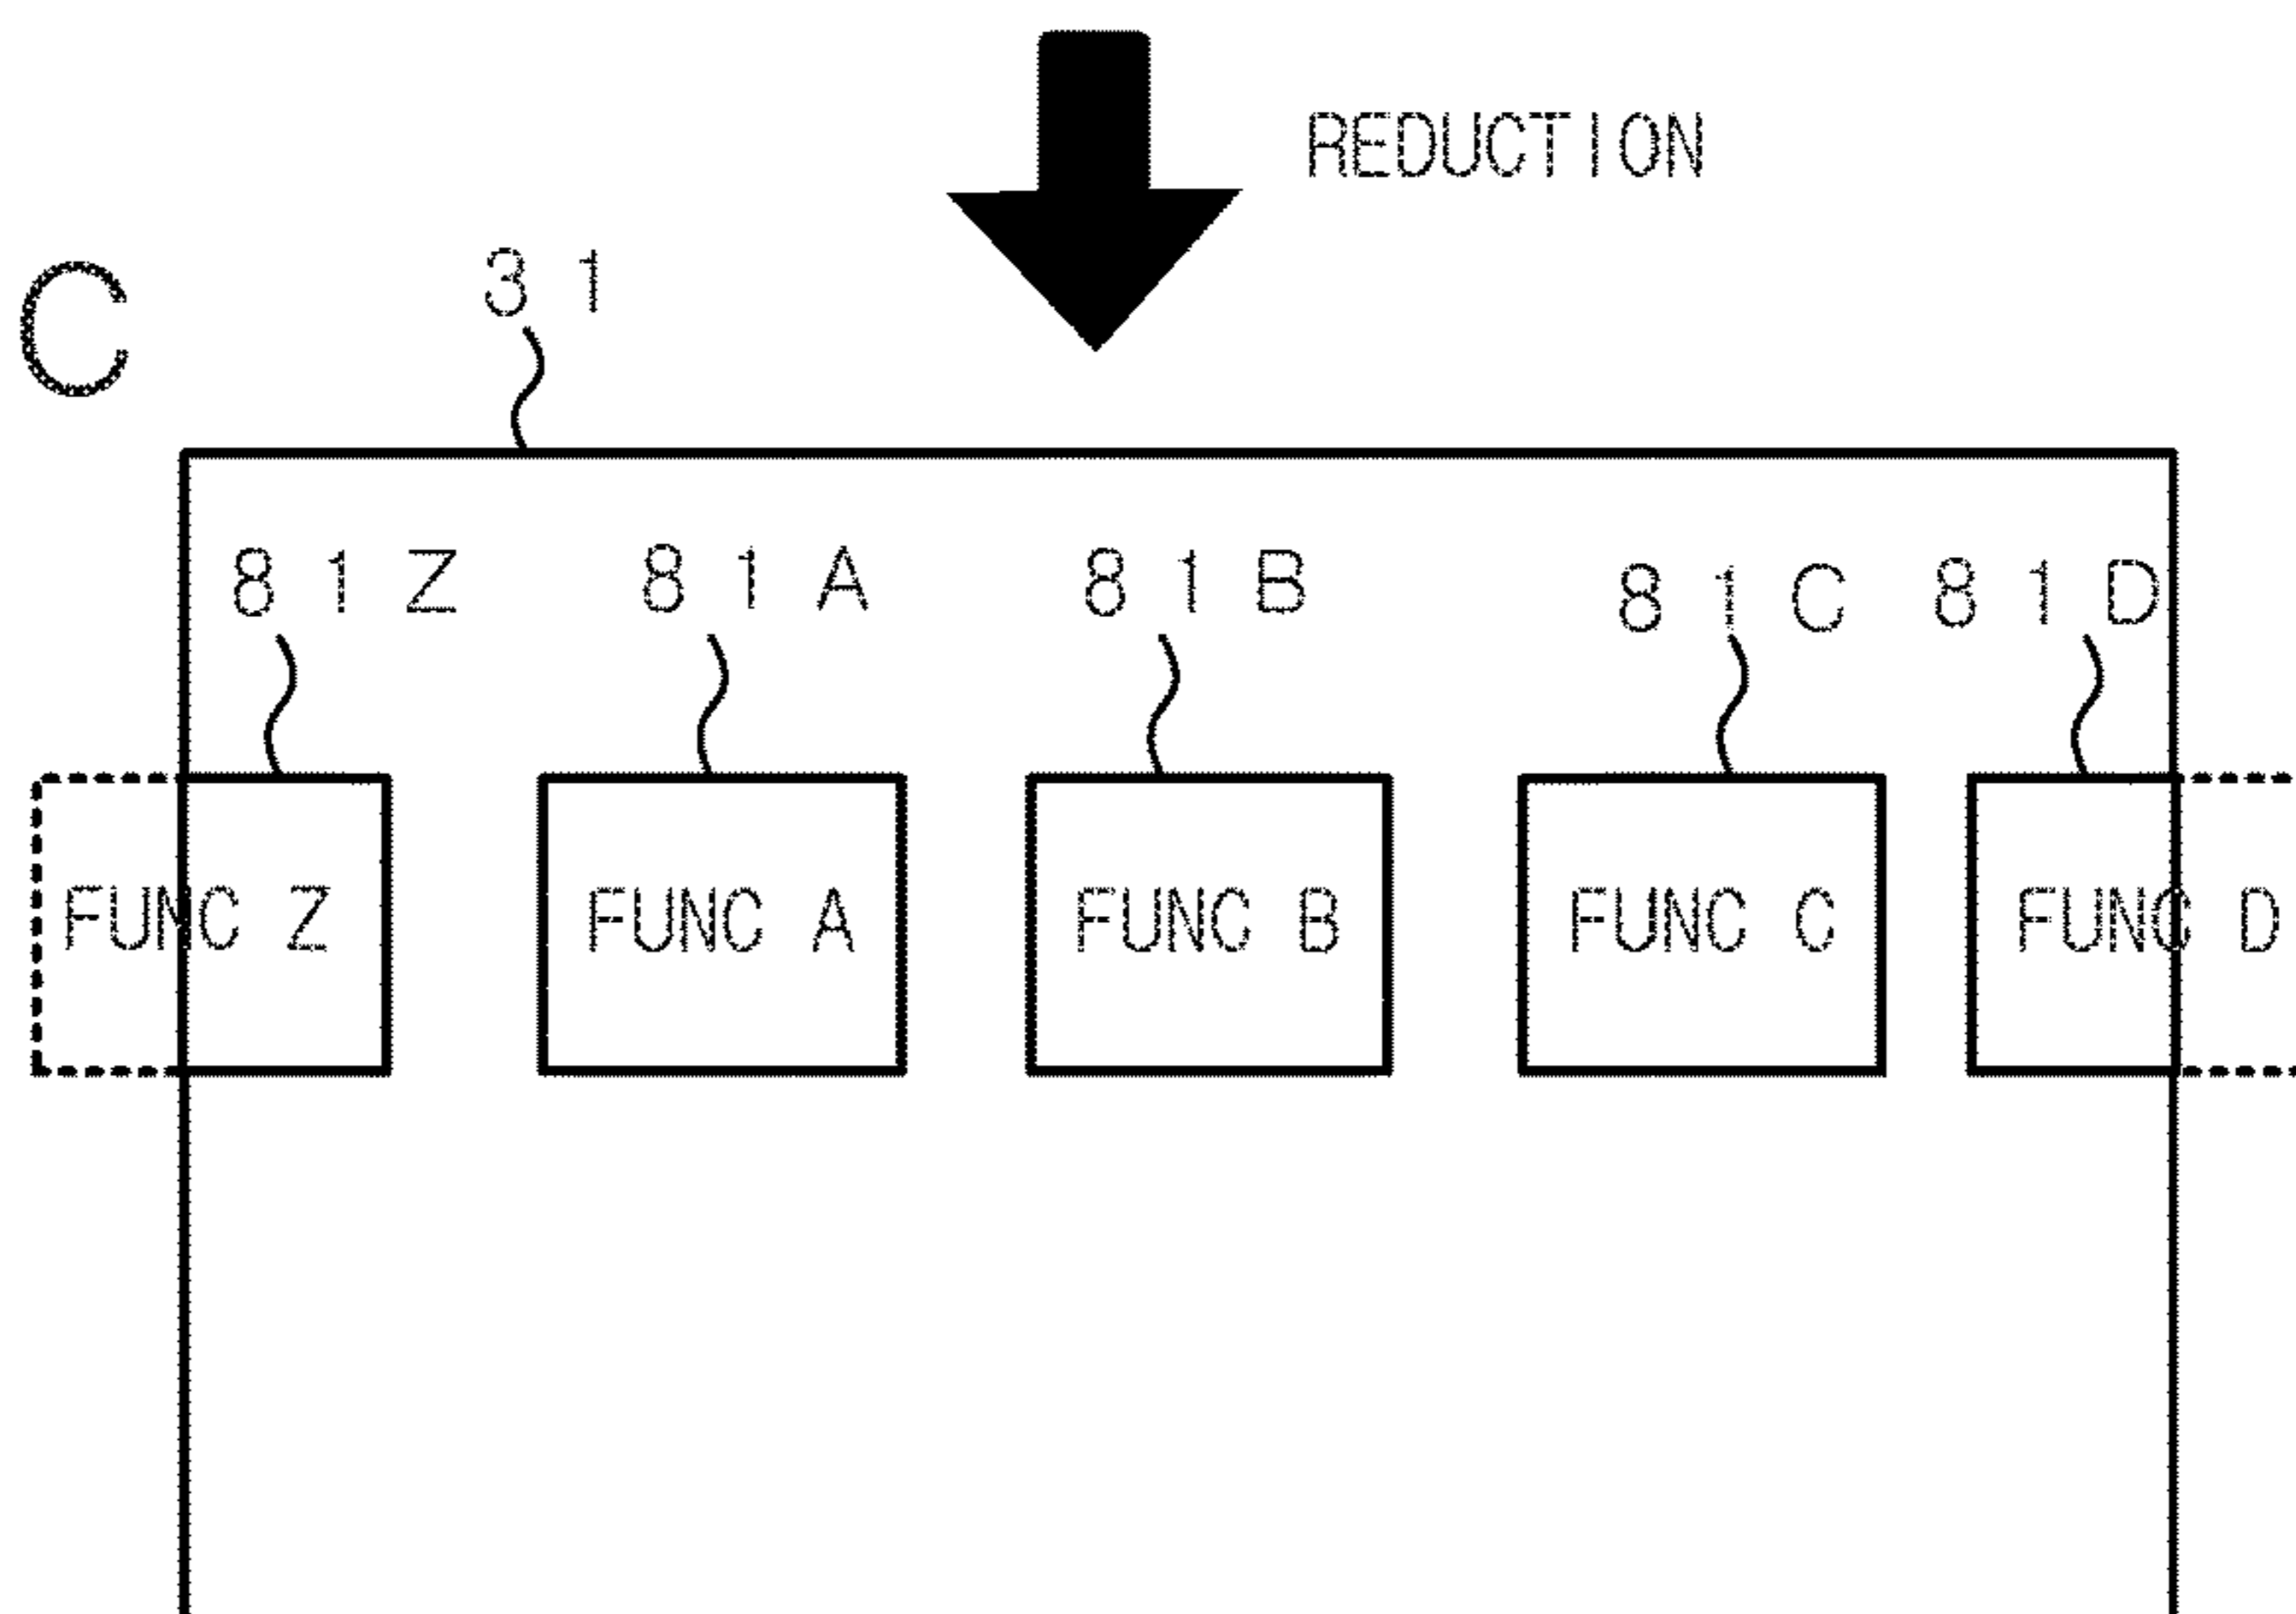 REDUCTION
C
31
81Z 81A 81B 81C 81D
FUNC Z FUNC A FUNC B FUNC C FUNC D